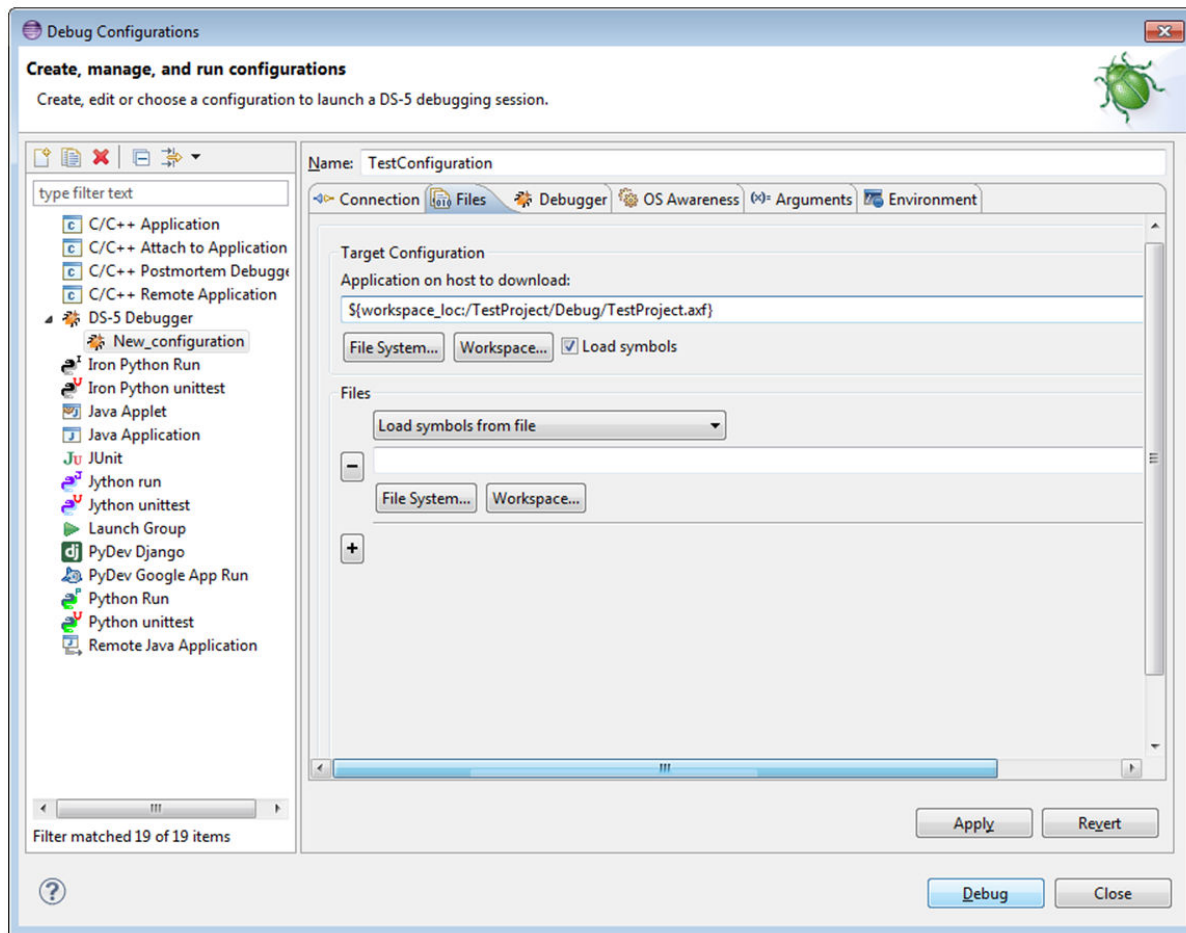 Debug Configurations
Create, manage, and run configurations
Create, edit or choose a configuration to launch a DS-5 debugging session.
type filter text
C/C++ Application
C/C++ Attach to Application
C/C++ Postmortem Debugge
C/C++ Remote Application
DS-5 Debugger
New_configuration
Iron Python Run
Iron Python unittest
Java Applet
Java Application
JUnit
Jython run
Jython unittest
Launch Group
PyDev Django
PyDev Google App Run
Python Run
Python unittest
Remote Java Application
Filter matched 19 of 19 items
Name: TestConfiguration
Connection Files Debugger OS Awareness Arguments Environment
Target Configuration
Application on host to download:
${workspace_loc:/TestProject/Debug/TestProject.axf}
File System... Workspace... Load symbols
Files
Load symbols from file
File System... Workspace...
Apply Revert
Debug Close